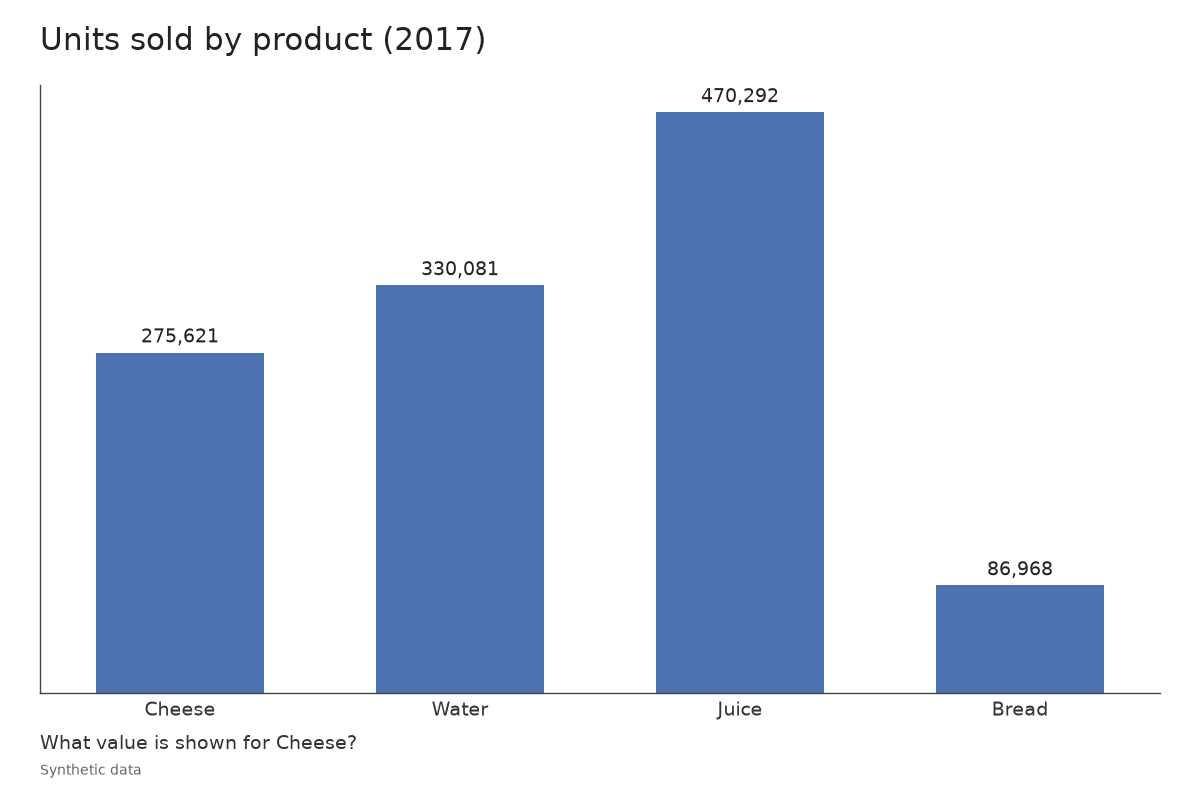 Units sold by product (2017)
470,292
330,081
275,621
86,968
Cheese Water Juice Bread
What value is shown for Cheese?
Synthetic data